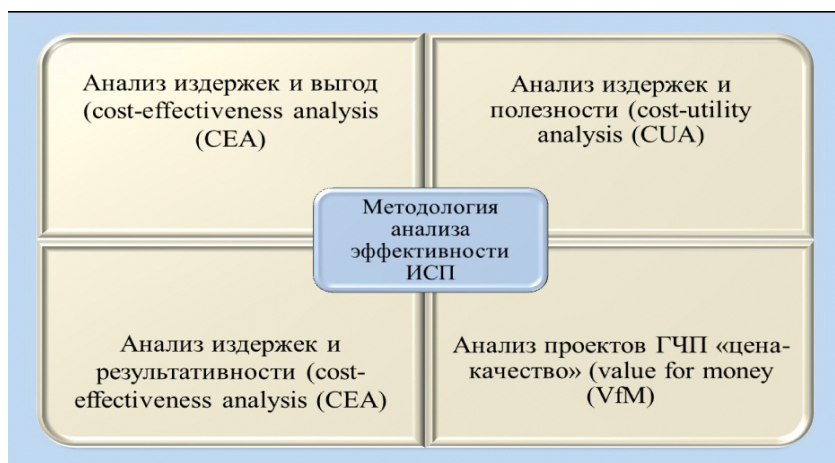 Анализ издержек и выгод
(cost-effectiveness analysis
(CEA)
Анализ издержек и
полезности (cost-utility
analysis (CUA)
Методология
анализа
эффективности
ИСП
Анализ издержек и
результативности (cost-
effectiveness analysis (CEA)
Анализ проектов ГЧП «цена-
качество» (value for money
(VfM)